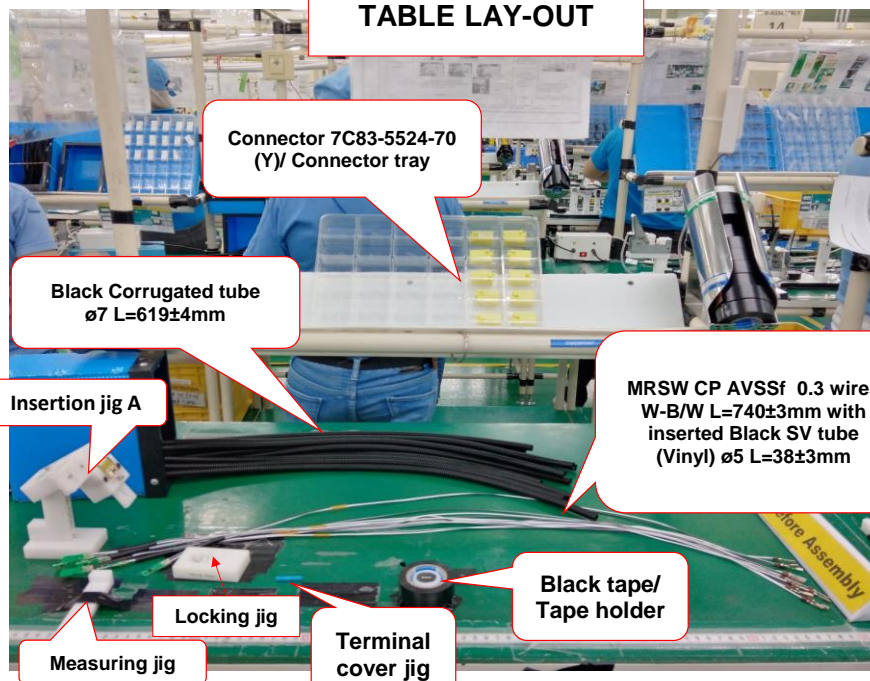 TABLE LAY-OUT
14
Connector 7C83-5524-70
(Y)/ Connector tray
Black Corrugated tube
ø7 L=619±4mm
Insertion jig A
MRSW CP AVSSf 0.3 wire
W-B/W L=740±3mm with
inserted Black SV tube
(Vinyl) ø5 L=38±3mm
Before Assembly
Locking jig
Black tape/
Tape holder
Measuring jig
Terminal
cover jig